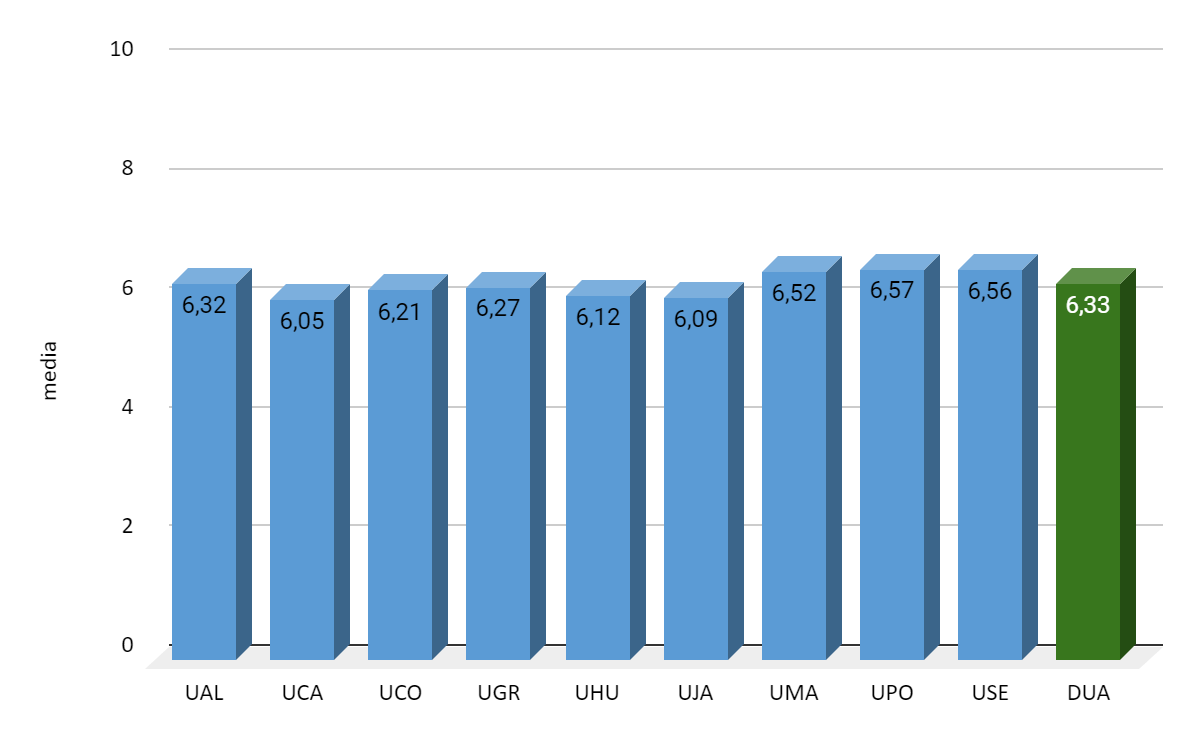 10
8
6
4
2
0
media
6,32
6,05
6,21
6,27
6,12
6,09
6,52
6,57
6,56
6,33
UAL
UCA
UCO
UGR
UHU
UJA
UMA
UPO
USE
DUA